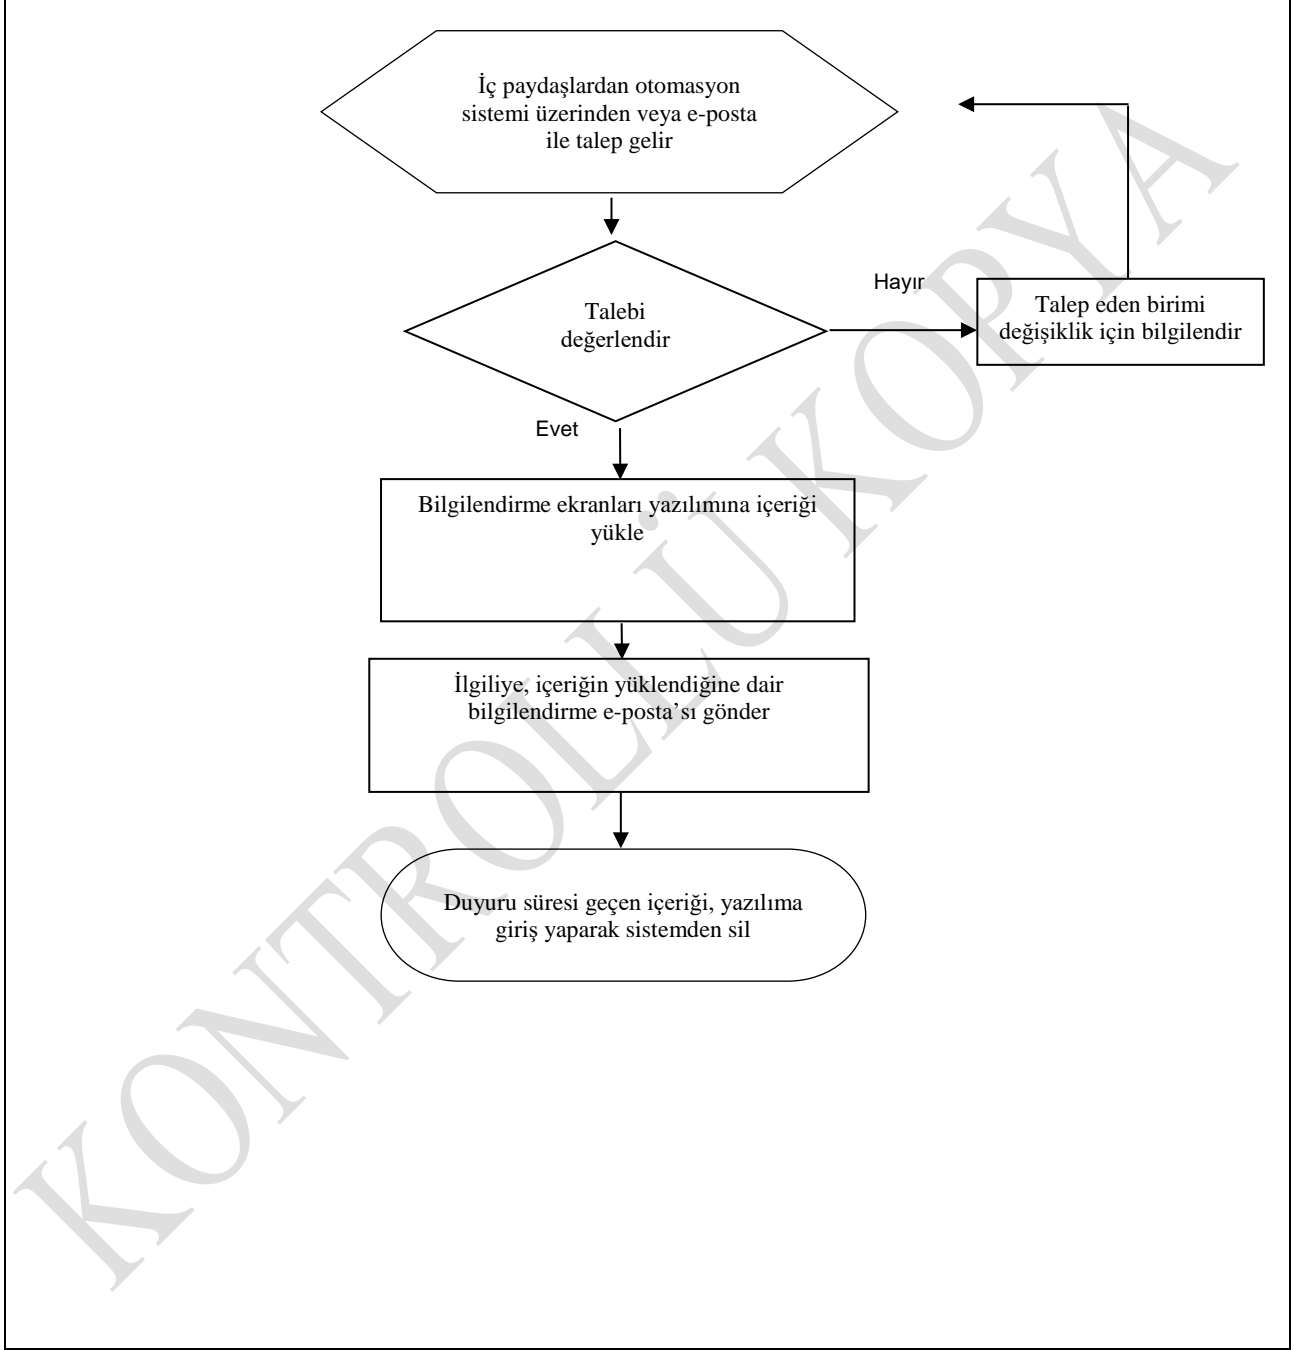 İç paydaşlardan otomasyon
sistemi üzerinden veya e-posta
ile talep gelir
Talebi
değerlendir
Hayır
Talep eden birimi
değişiklik için bilgilendir
Evet
Bilgilendirme ekranları yazılımına içeriği
yükle
İlgiliye, içeriğin yüklendiğine dair
bilgilendirme e-posta’sı gönder
Duyuru süresi geçen içeriği, yazılıma
giriş yaparak sistemden sil
KONTROLLÜ KOPYA